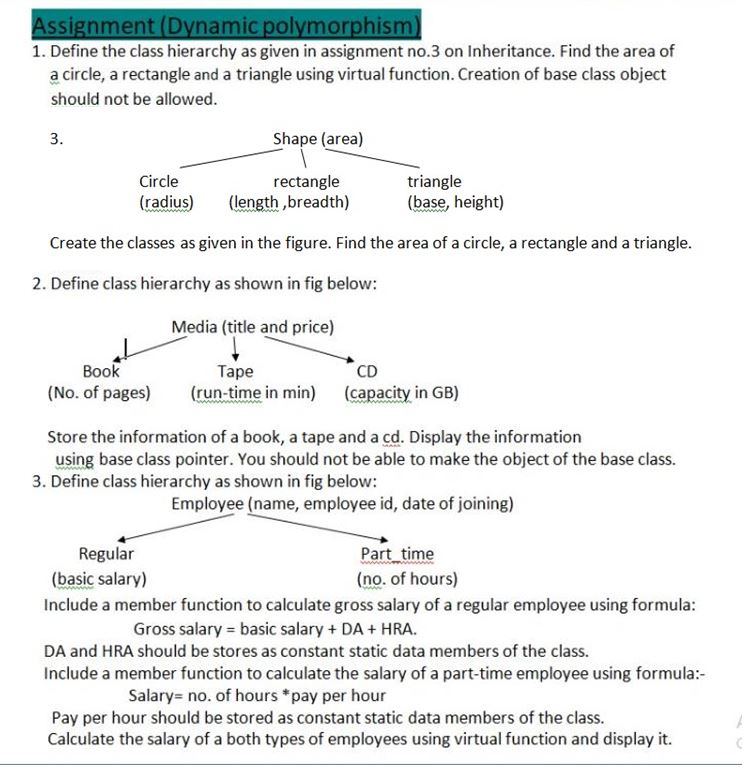 Assignment (Dynamic polymorphism)
1. Define the class hierarchy as given in assignment no.3 on Inheritance. Find the area of
a circle, a rectangle and a triangle using virtual function. Creation of base class object
should not be allowed.
3. Shape (area)
Circle rectangle triangle
(radius) (length ,breadth) (base, height)
Create the classes as given in the figure. Find the area of a circle, a rectangle and a triangle.
2. Define class hierarchy as shown in fig below:
Media (title and price)
Book Tape CD
(No. of pages) (run-time in min) (capacity in GB)
Store the information of a book, a tape and a cd. Display the information
using base class pointer. You should not be able to make the object of the base class.
3. Define class hierarchy as shown in fig below:
Employee (name, employee id, date of joining)
Regular Part_time
(basic salary) (no. of hours)
Include a member function to calculate gross salary of a regular employee using formula:
Gross salary = basic salary + DA + HRA.
DA and HRA should be stores as constant static data members of the class.
Include a member function to calculate the salary of a part-time employee using formula:-
Salary= no. of hours *pay per hour
Pay per hour should be stored as constant static data members of the class.
Calculate the salary of a both types of employees using virtual function and display it.